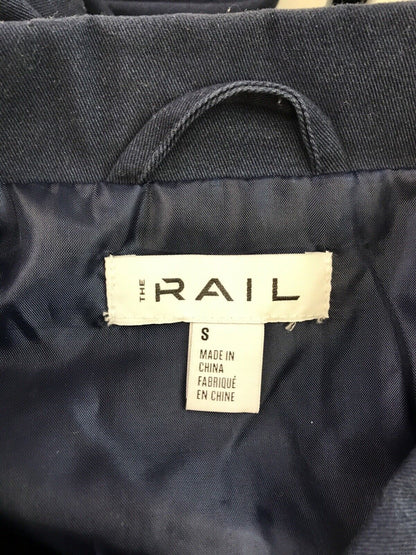 THE RAIL
S
MADE IN
CHINA
FABRIQUÉ
EN CHINE